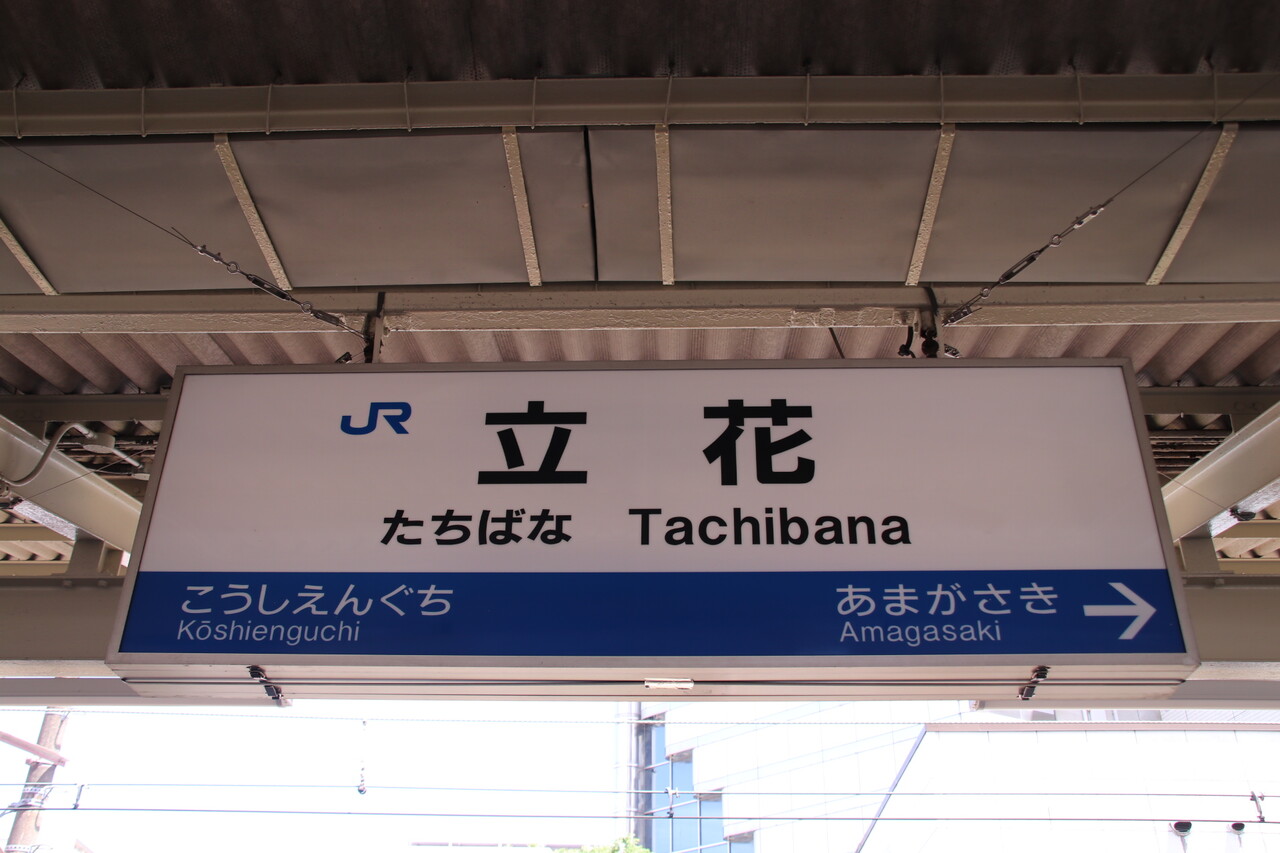 JR 立花
たちばな Tachibana
こうしえんぐち あまがさき →
Kōshienguchi Amagasaki